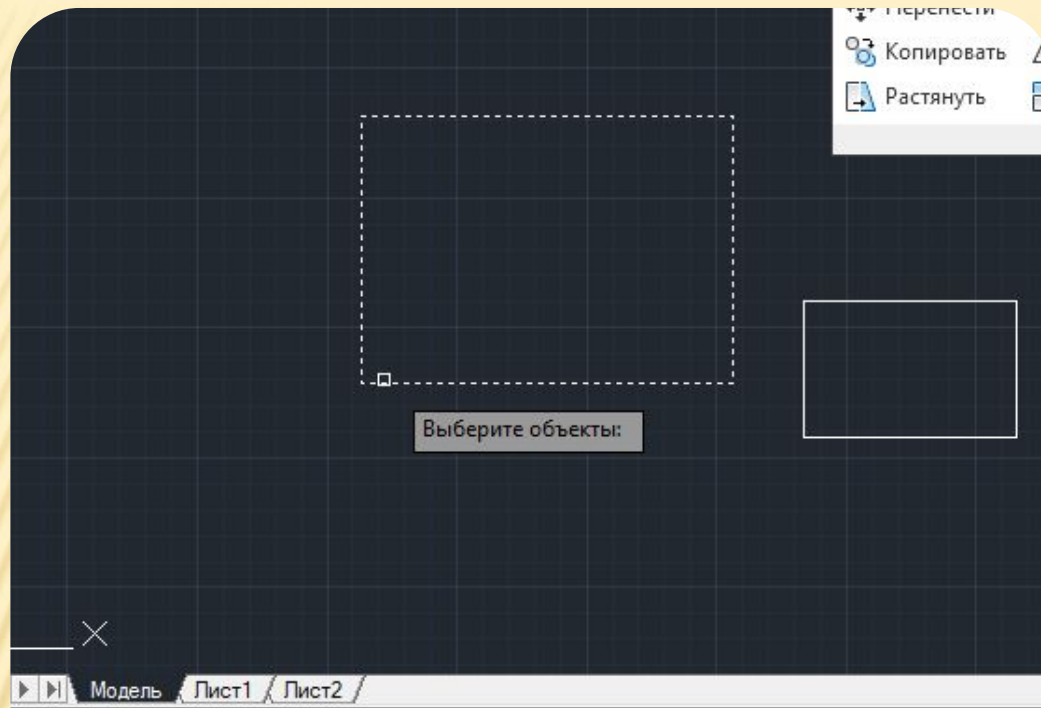 Перенести
Копировать
Растянуть
Выберите объекты:
Модель
Лист1
Лист2